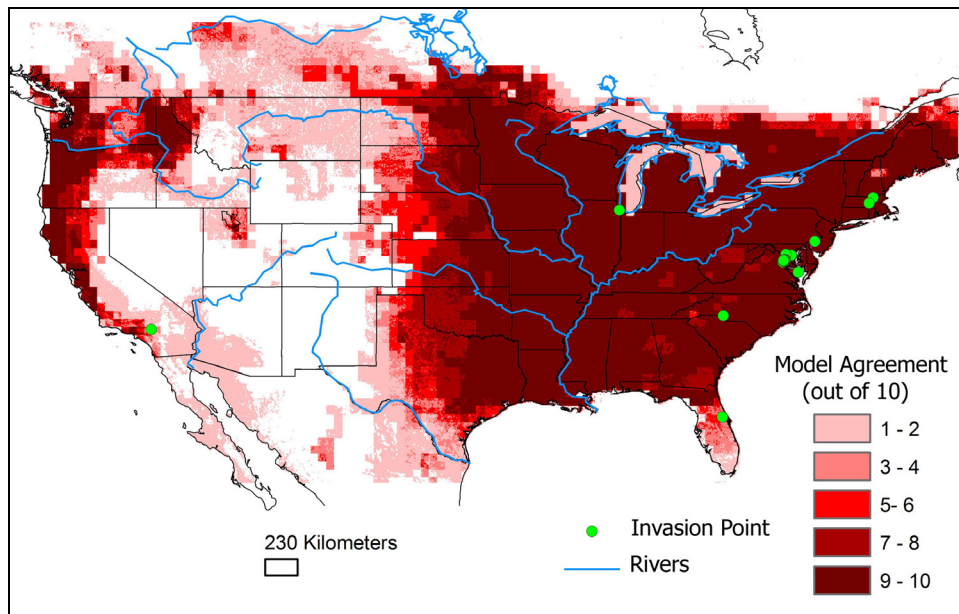 Model Agreement
(out of 10)
1 - 2
3 - 4
5- 6
7 - 8
9 - 10
230 Kilometers
Invasion Point
Rivers